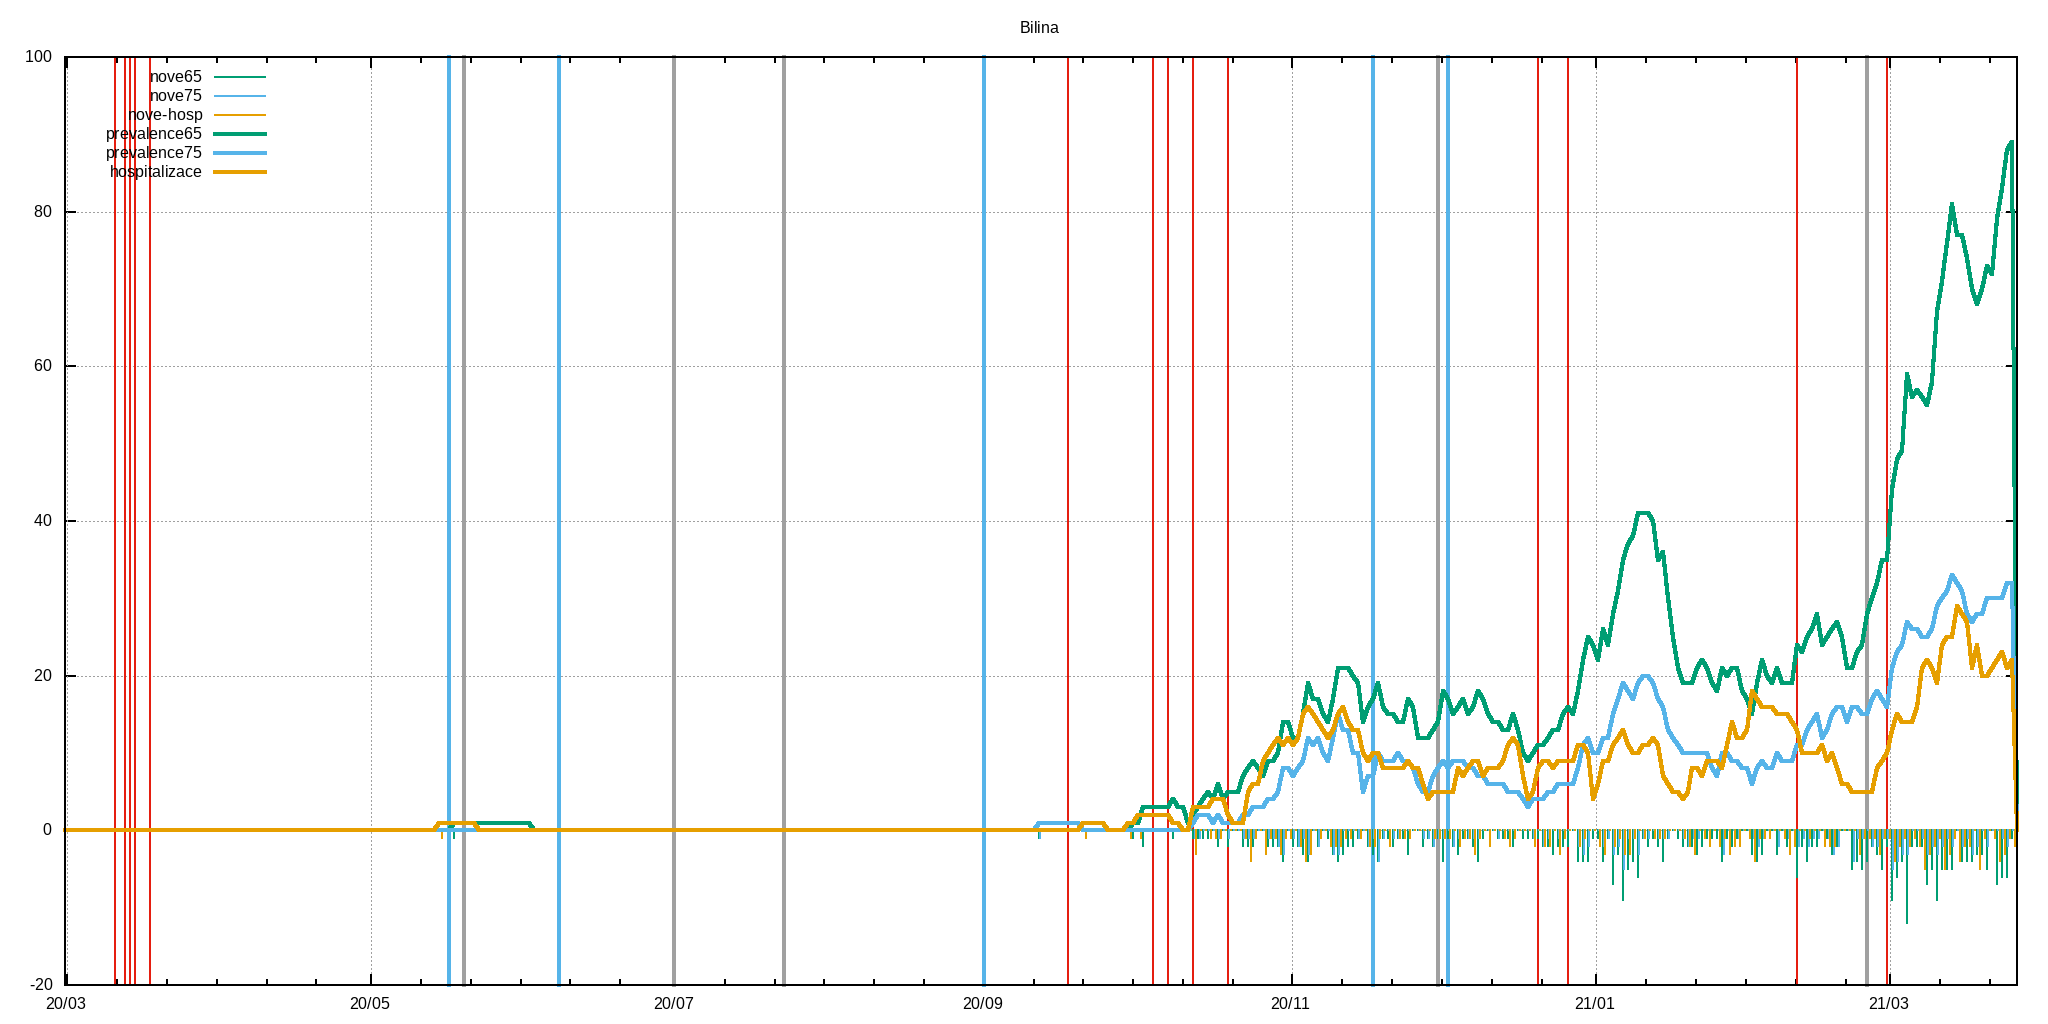 Bilina
100
nove65
nove75
nove-hosp
prevalence65
prevalence75
hospitalizace
80
60
40
20
0
-20
20/03 20/05 20/07 20/09 20/11 21/01 21/03